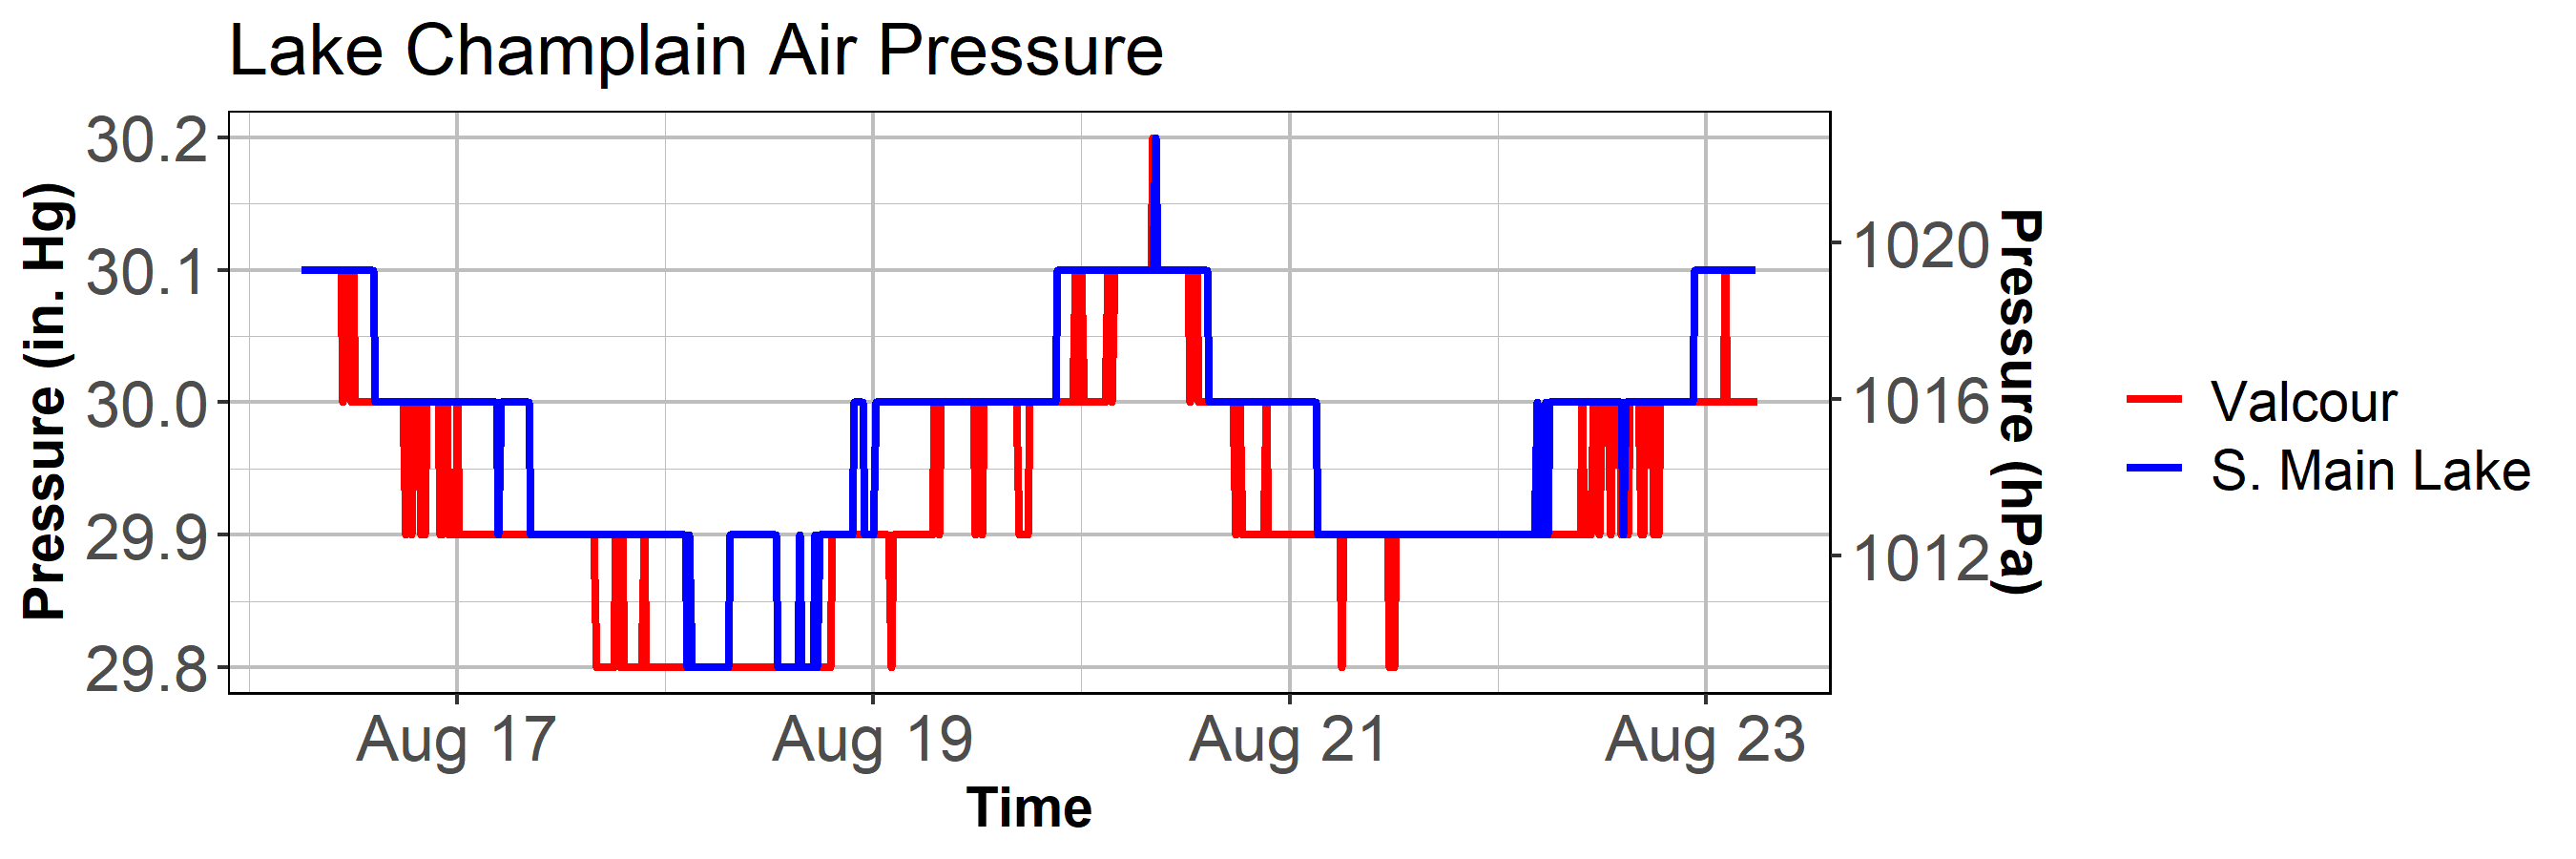 Lake Champlain Air Pressure
Pressure (in. Hg)
30.2
30.1
30.0
29.9
29.8
1020
1016
1012
Pressure (hPa)
Aug 17
Aug 19
Aug 21
Aug 23
Time
Valcour
S. Main Lake